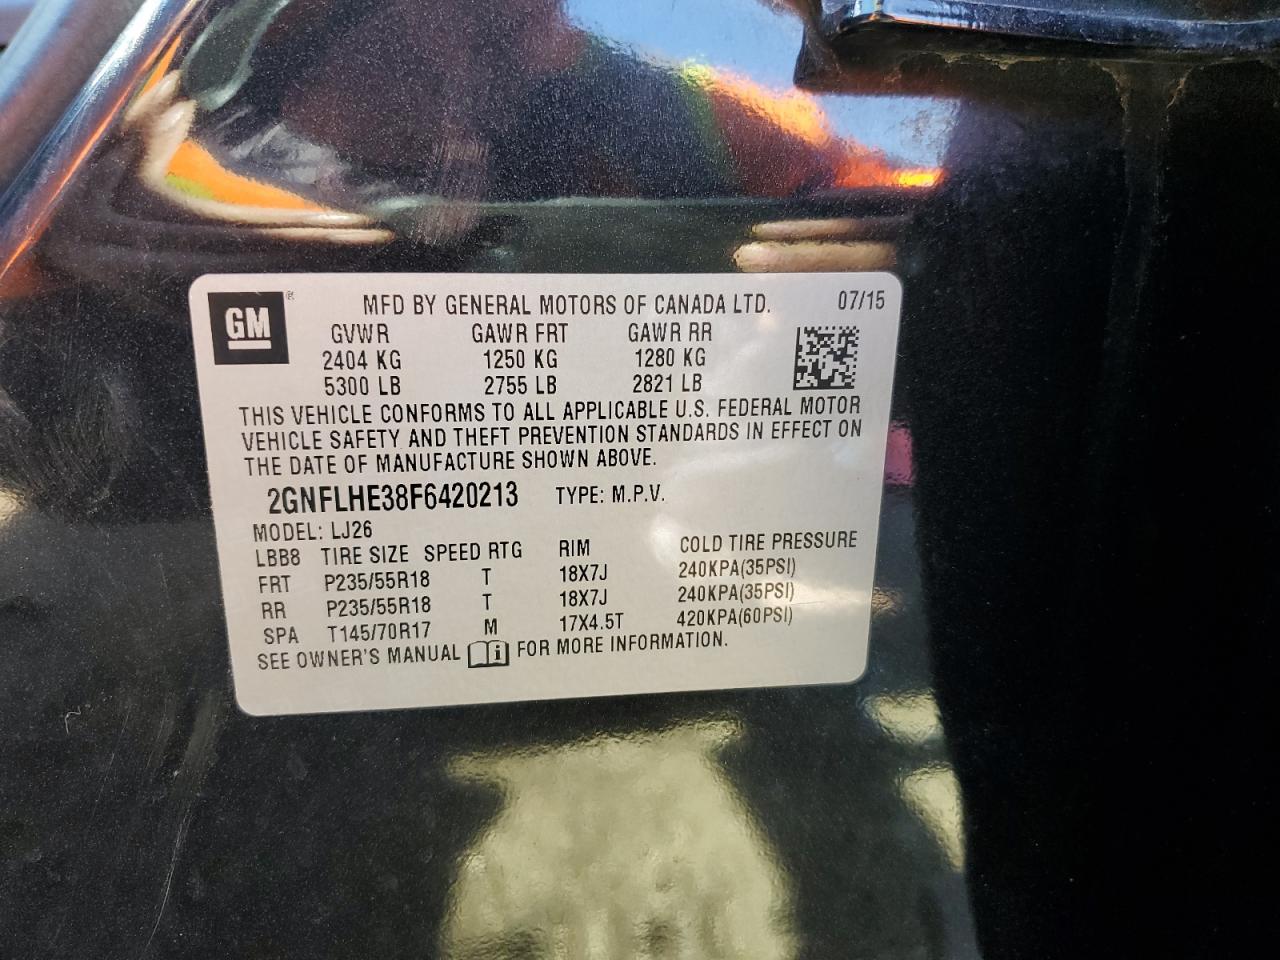 GM ®
MFD BY GENERAL MOTORS OF CANADA LTD. 07/15
GVWR GAWR FRT GAWR RR
2404 KG 1250 KG 1280 KG
5300 LB 2755 LB 2821 LB
THIS VEHICLE CONFORMS TO ALL APPLICABLE U.S. FEDERAL MOTOR
VEHICLE SAFETY AND THEFT PREVENTION STANDARDS IN EFFECT ON
THE DATE OF MANUFACTURE SHOWN ABOVE.
2GNFLHE38F6420213 TYPE: M.P.V.
MODEL: LJ26
LBB8 TIRE SIZE SPEED RTG RIM COLD TIRE PRESSURE
FRT P235/55R18 T 18X7J 240KPA(35PSI)
RR P235/55R18 T 18X7J 240KPA(35PSI)
SPA T145/70R17 M 17X4.5T 420KPA(60PSI)
SEE OWNER'S MANUAL i FOR MORE INFORMATION.